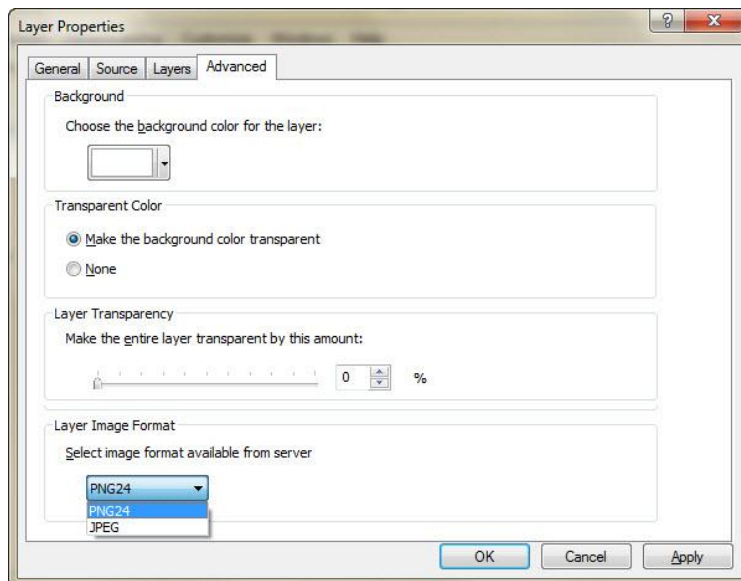 Layer Properties
?
X
General Source Layers Advanced
Background
Choose the background color for the layer:
Transparent Color
Make the background color transparent
None
Layer Transparency
Make the entire layer transparent by this amount:
0 %
Layer Image Format
Select image format available from server
PNG24
PNG24
JPEG
OK Cancel Apply